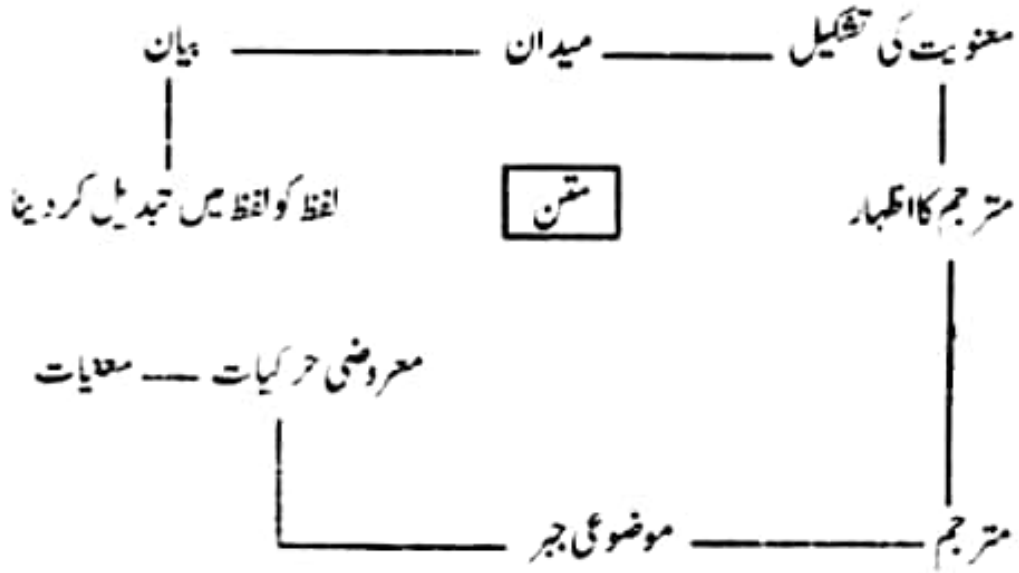 معنویت کی تشکیل میدان بیان
مترجم کا اظہار متن لفظ کو لفظ میں تبدیل کر دینا
معروضی حرکیات معنیات
مترجم موضوعی جبر